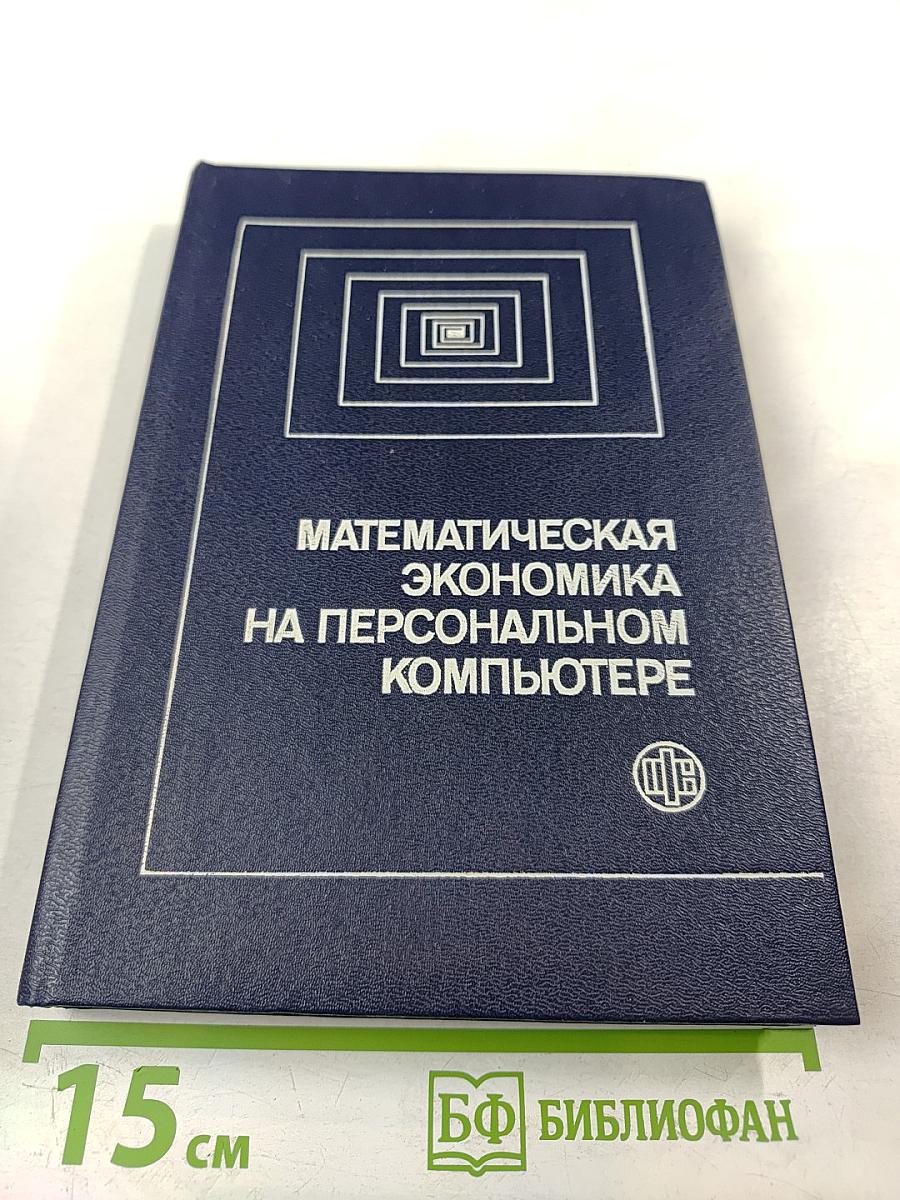 МАТЕМАТИЧЕСКАЯ
ЭКОНОМИКА
НА ПЕРСОНАЛЬНОМ
КОМПЬЮТЕРЕ
15 см
БФ БИБЛИОФАН